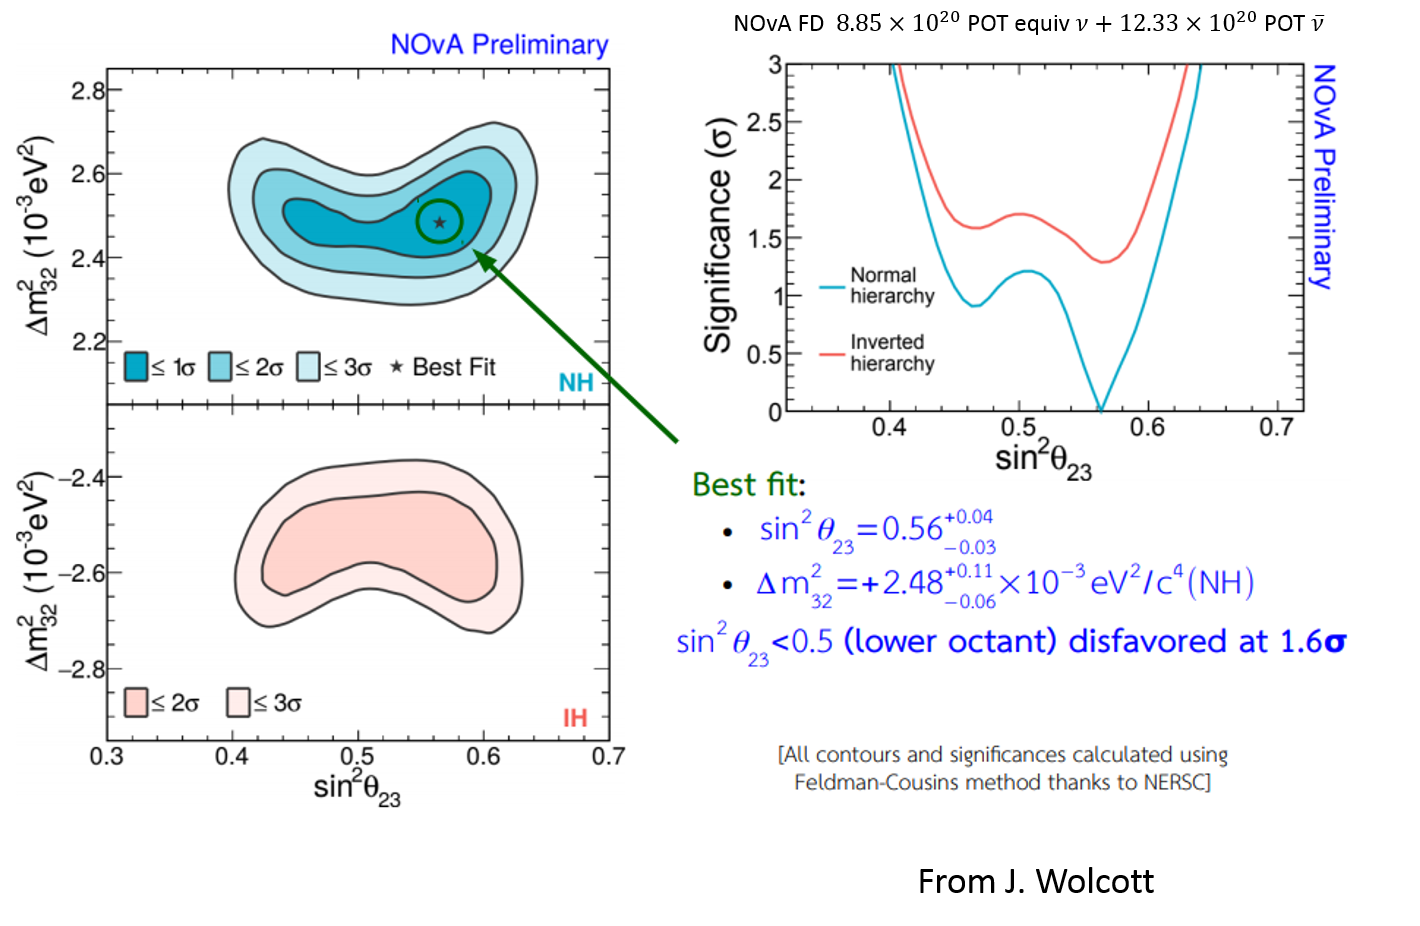 NOvA Preliminary
2.8
2.6
2.4
2.2
Δm²₃₂ (10⁻³eV²)
≤ 1σ ≤ 2σ ≤ 3σ ★ Best Fit
NH
−2.4
−2.6
−2.8
Δm²₃₂ (10⁻³eV²)
≤ 2σ ≤ 3σ
IH
0.3 0.4 0.5 0.6 0.7
sin²θ₂₃
NOvA FD 8.85 × 10²⁰ POT equiv ν + 12.33 × 10²⁰ POT ν̄
NOvA Preliminary
3
2.5
2
1.5
1
0.5
0
Significance (σ)
Normal
hierarchy
Inverted
hierarchy
0.4 0.5 0.6 0.7
sin²θ₂₃
Best fit:
• sin²θ₂₃=0.56⁺⁰·⁰⁴₋₀.₀₃
• Δm²₃₂=+2.48⁺⁰·¹¹₋₀.₀₆×10⁻³eV²/c⁴(NH)
sin²θ₂₃<0.5 (lower octant) disfavored at 1.6σ
[All contours and significances calculated using
Feldman-Cousins method thanks to NERSC]
From J. Wolcott